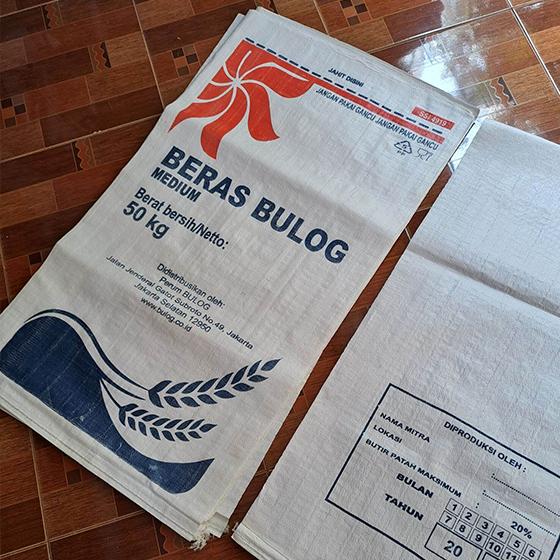 JAHIT DISINI
SSI-2919
JANGAN PAKAI GANCU JANGAN PAKAI GANCU
PP
BERAS BULOG
MEDIUM
Berat bersih/Netto:
50 kg
Didistribusikan oleh:
Perum BULOG
Jalan Jenderal Gatot Subroto No.49, Jakarta
Jakarta Selatan 12950
www.bulog.co.id
DIPRODUKSI OLEH :
NAMA MITRA :
LOKASI :
BUTIR PATAH MAKSIMUM : 20%
BULAN
1 2 3 4 5 6
7 8 9 10 11
TAHUN
20